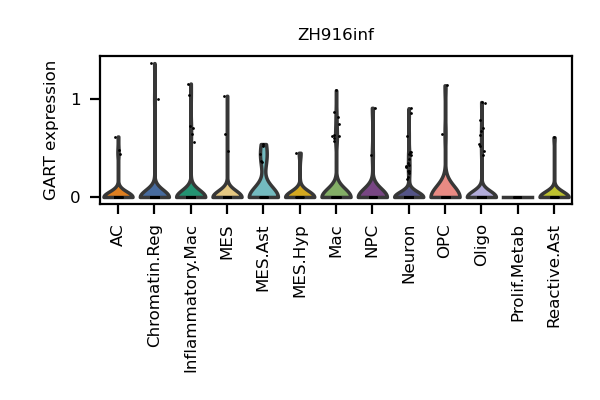 ZH916inf
GART expression
1
0
AC
Chromatin.Reg
Inflammatory.Mac
MES
MES.Ast
MES.Hyp
Mac
NPC
Neuron
OPC
Oligo
Prolif.Metab
Reactive.Ast